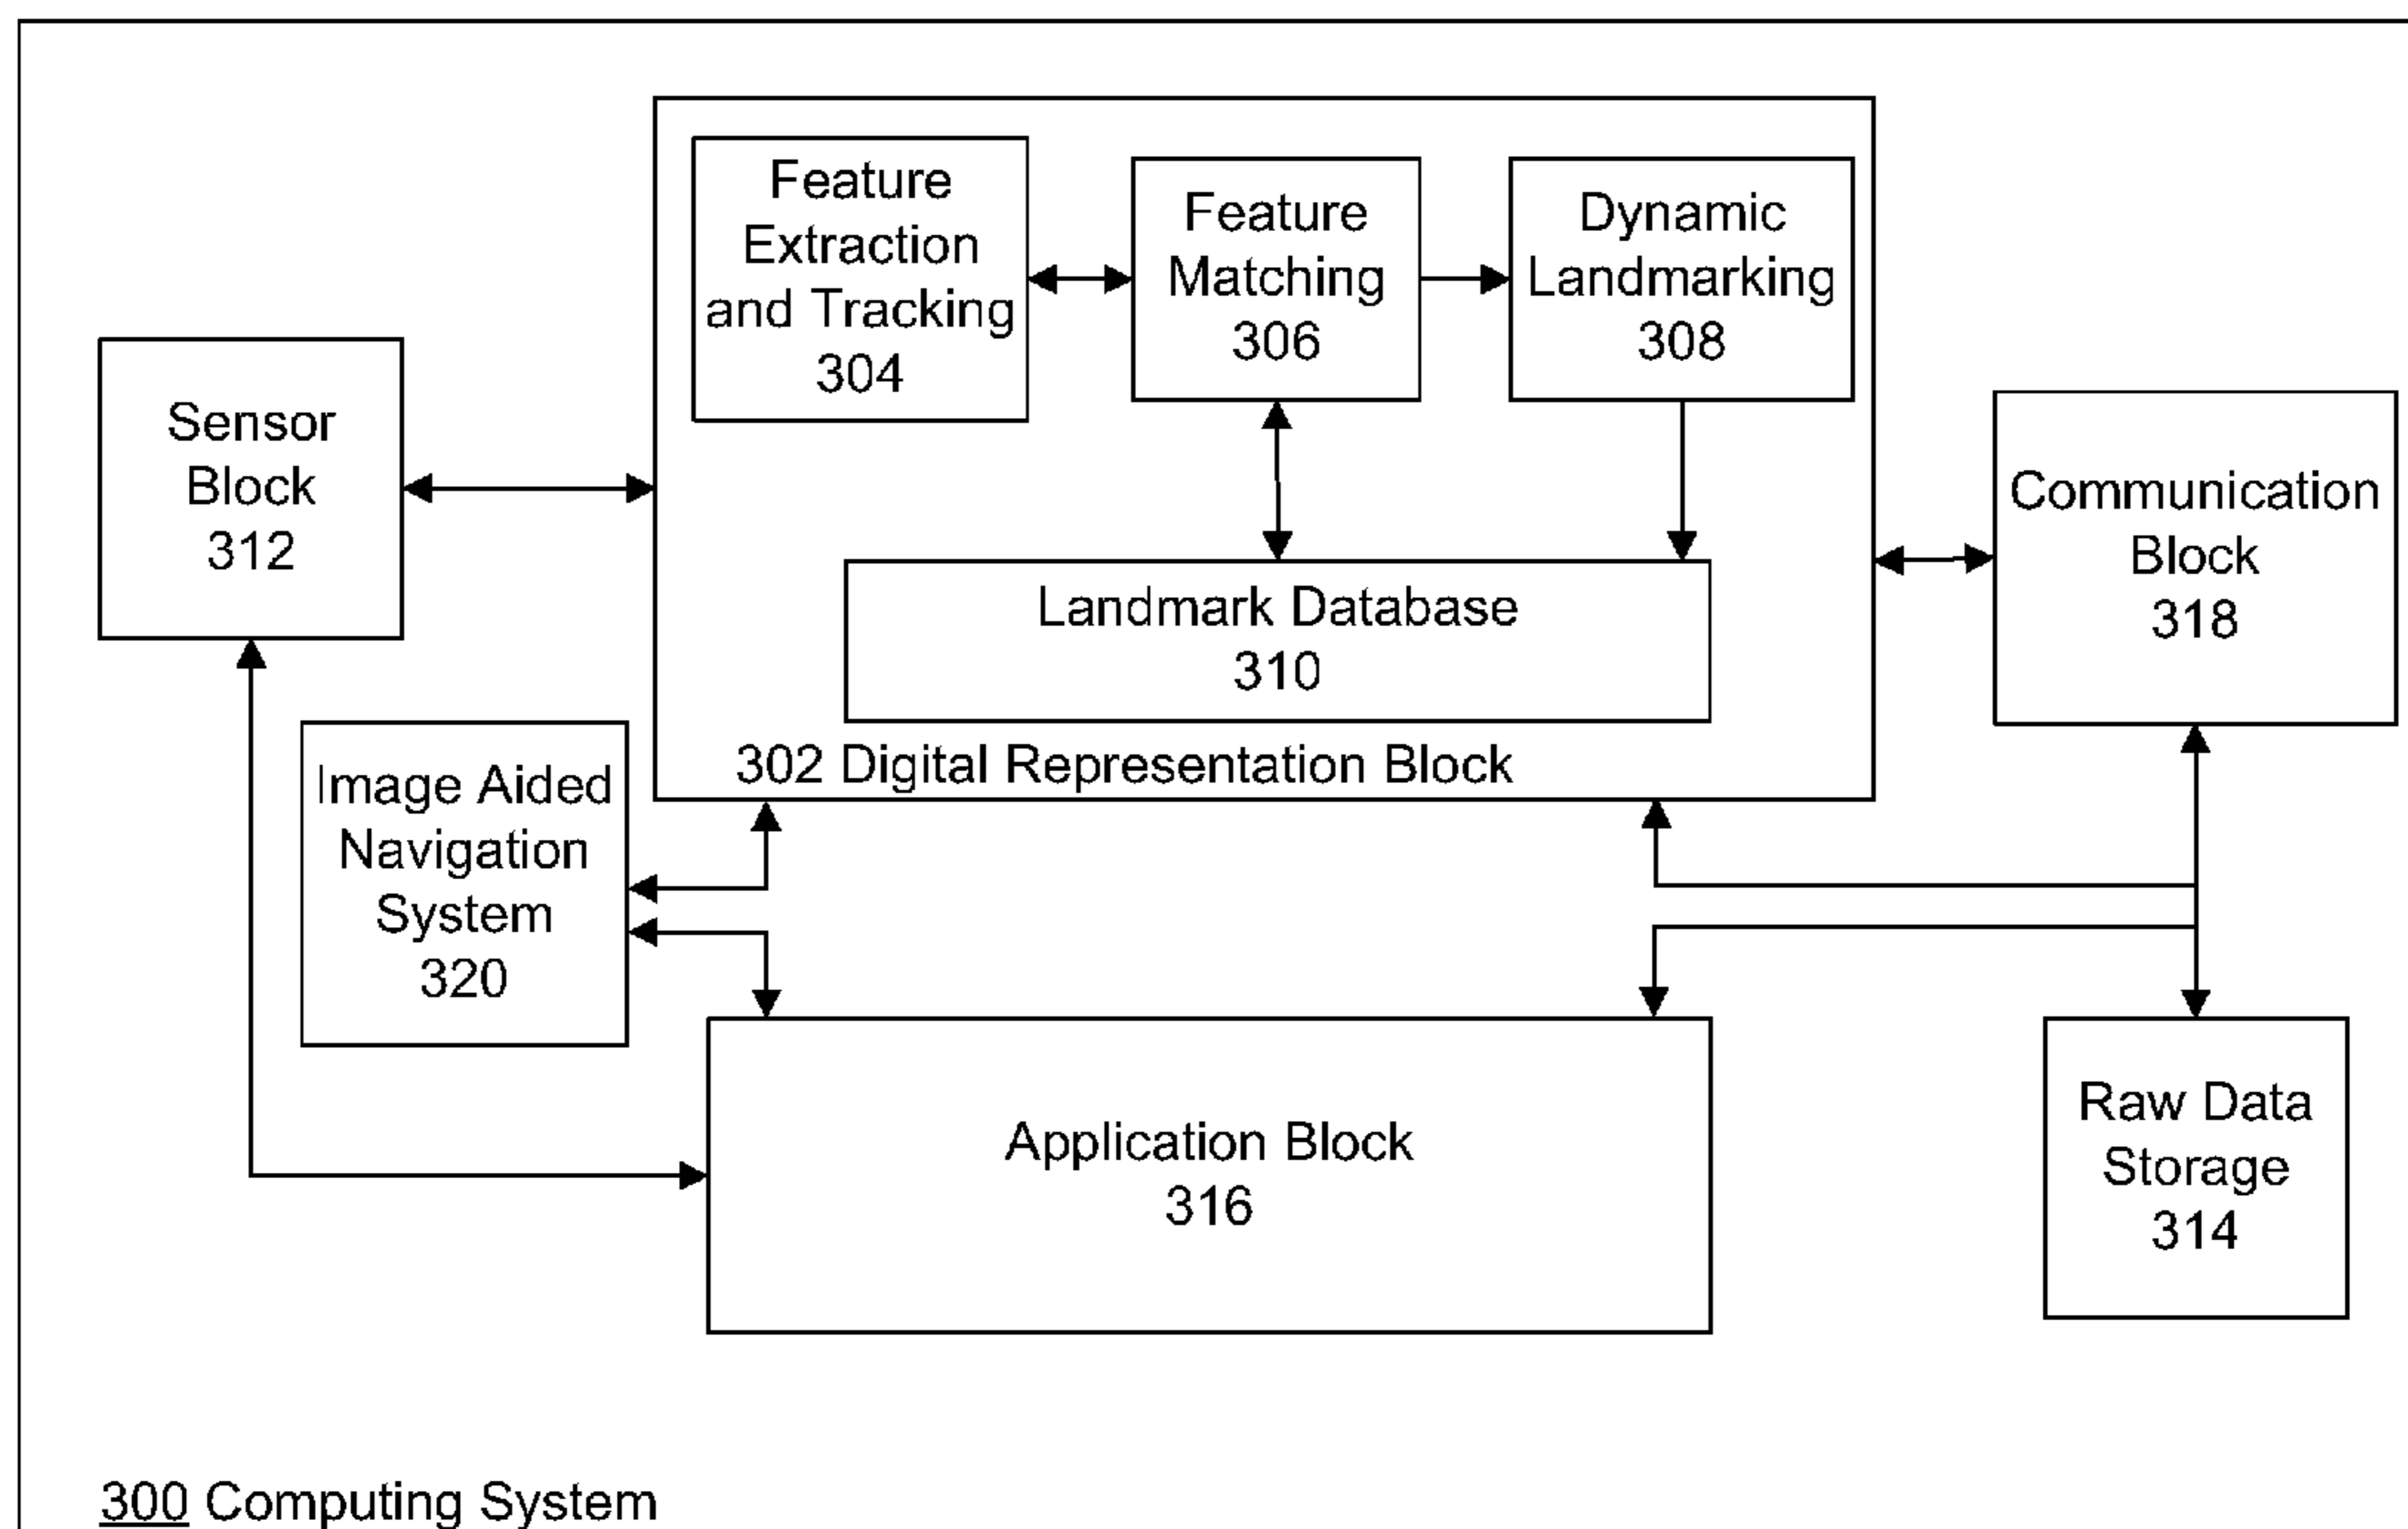 Feature
Extraction
and Tracking
304
Feature
Matching
306
Dynamic
Landmarking
308
Sensor
Block
312
Communication
Block
318
Landmark Database
310
302 Digital Representation Block
Image Aided
Navigation
System
320
Application Block
316
Raw Data
Storage
314
300 Computing System